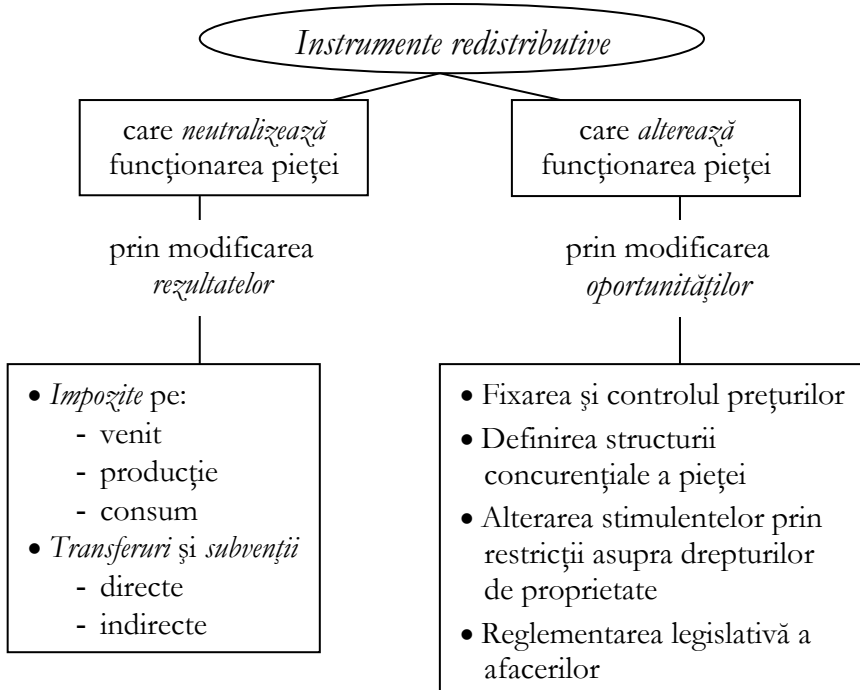 Instrumente redistributive
care neutralizează
funcţionarea pieţei
prin modificarea
rezultatelor
• Impozite pe:
- venit
- producţie
- consum
• Transferuri şi subvenţii
- directe
- indirecte
care alterează
funcţionarea pieţei
prin modificarea
oportunităţilor
• Fixarea şi controlul preţurilor
• Definirea structurii
concurenţiale a pieţei
• Alterarea stimulentelor prin
restricţii asupra drepturilor
de proprietate
• Reglementarea legislativă a
afacerilor